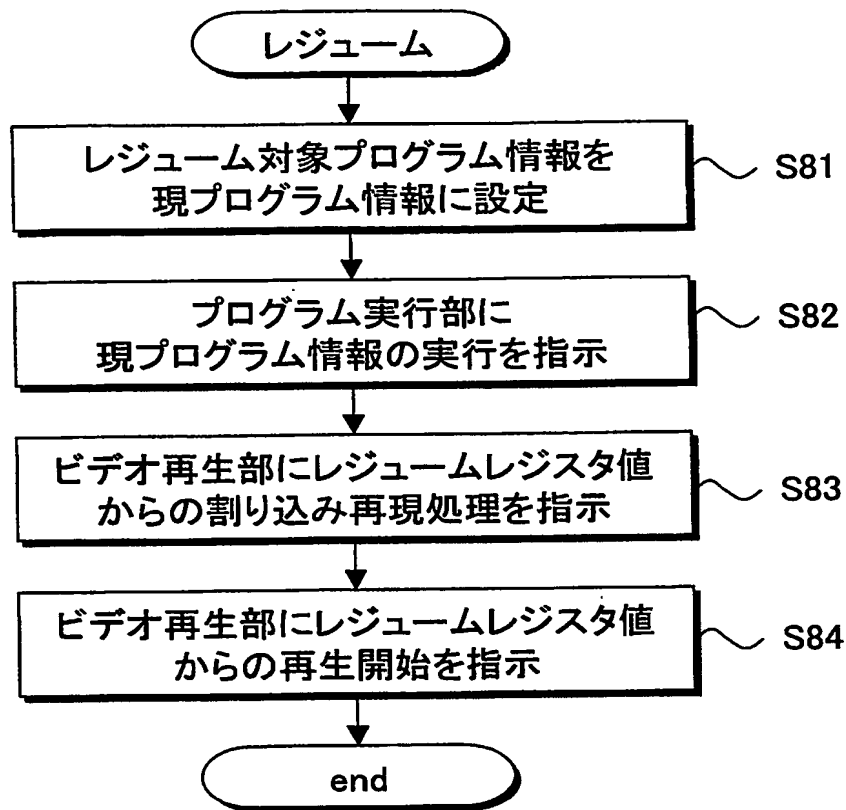 レジューム
レジューム対象プログラム情報を
現プログラム情報に設定
S81
プログラム実行部に
現プログラム情報の実行を指示
S82
ビデオ再生部にレジュームレジスタ値
からの割り込み再現処理を指示
S83
ビデオ再生部にレジュームレジスタ値
からの再生開始を指示
S84
end